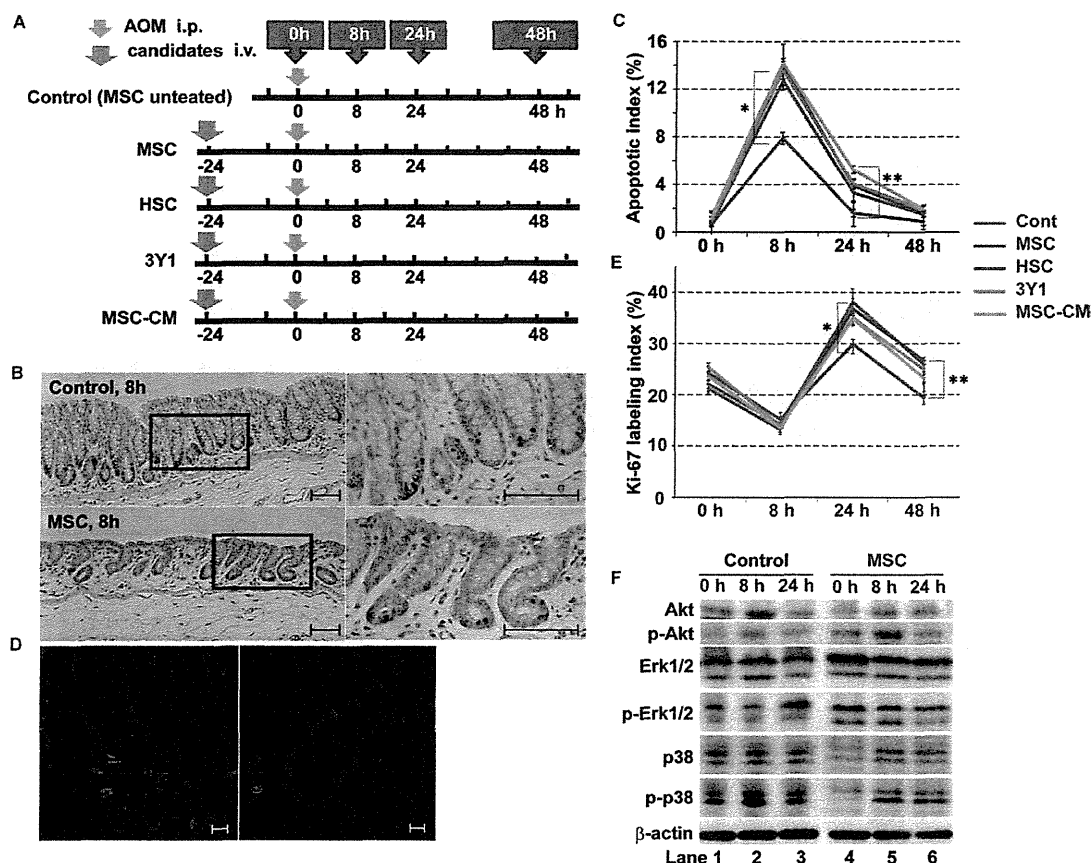 A
AOM i.p.
candidates i.v.
0h 8h 24h 48h
Control (MSC unteated)
0 8 24 48 h
MSC
-24 0 8 24 48
HSC
-24 0 8 24 48
3Y1
-24 0 8 24 48
MSC-CM
-24 0 8 24 48
B
Control, 8h
MSC, 8h
C
Apoptotic index (%)
16
12
8
4
0
*
**
0 h 8 h 24 h 48 h
Cont
MSC
HSC
3Y1
MSC-CM
D
E
Ki-67 labeling index (%)
40
30
20
10
0
*
**
0 h 8 h 24 h 48 h
F
Control MSC
0 h 8 h 24 h 0 h 8 h 24 h
Akt
p-Akt
Erk1/2
p-Erk1/2
p38
p-p38
β-actin
Lane 1 2 3 4 5 6